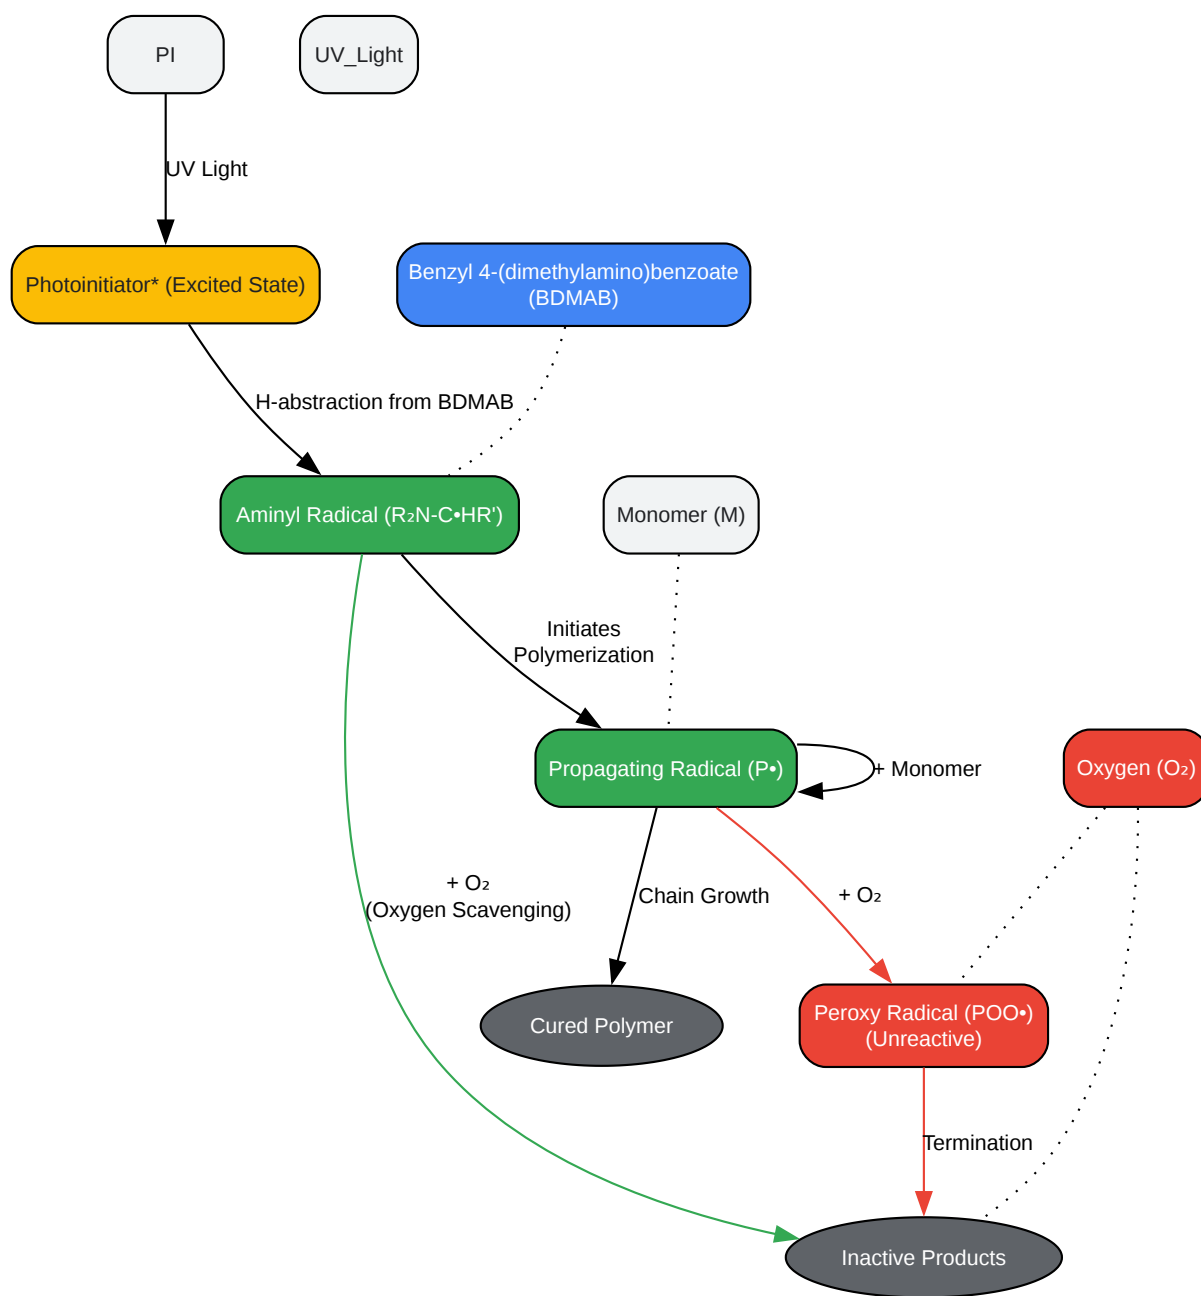 PI
UV_Light
UV Light
Photoinitiator* (Excited State)
Benzyl 4-(dimethylamino)benzoate
(BDMAB)
H-abstraction from BDMAB
Aminyl Radical (R₂N-C•HR')
Monomer (M)
Initiates
Polymerization
Propagating Radical (P•)
+ Monomer
Oxygen (O₂)
+ O₂
(Oxygen Scavenging)
Chain Growth
+ O₂
Cured Polymer
Peroxy Radical (POO•)
(Unreactive)
Termination
Inactive Products